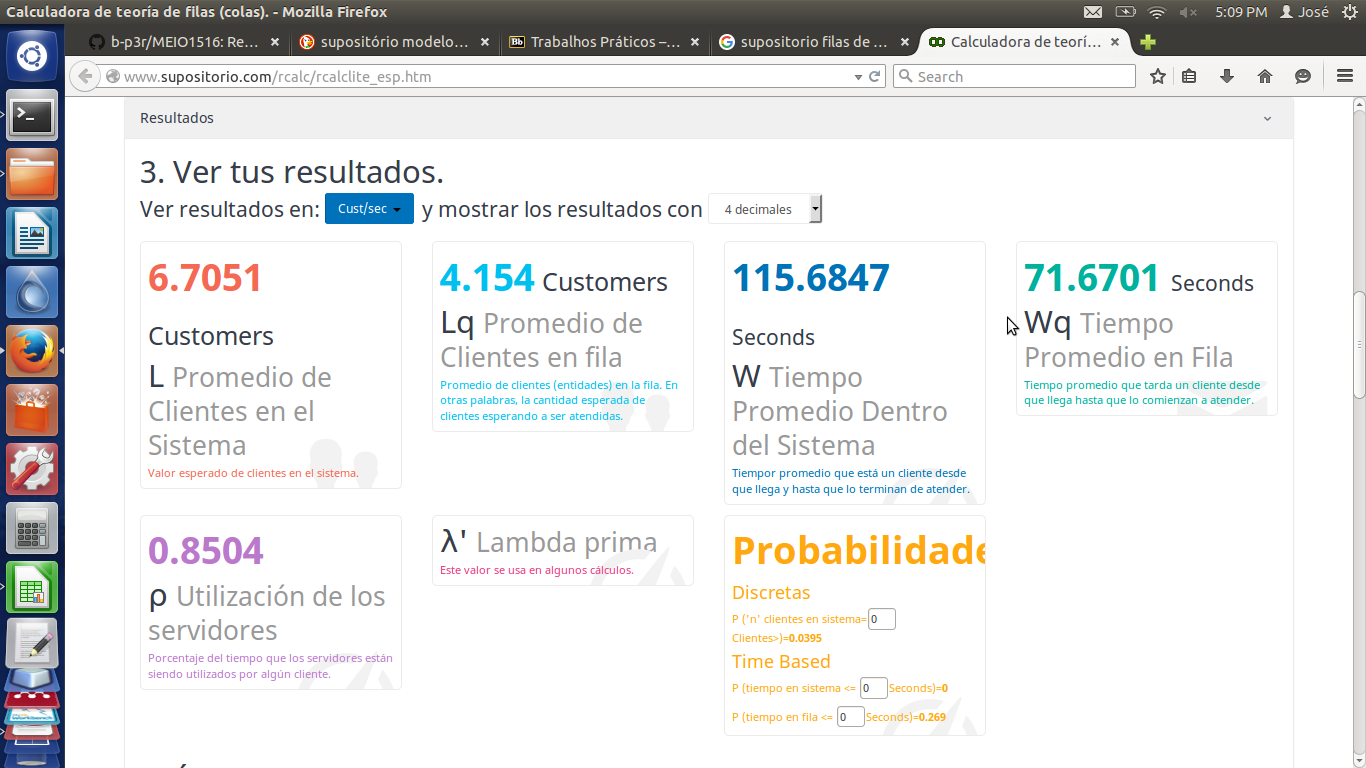 Calculadora de teoría de filas (colas). - Mozilla Firefox
5:09 PM
José
b-p3r/MEIO1516: Re...
supositório modelo...
Bb
Trabalhos Práticos –...
supositorio filas de ...
Calculadora de teorí...
www.supositorio.com/rcalc/rcalclite_esp.htm
Search
Resultados
3. Ver tus resultados.
Ver resultados en: Cust/sec y mostrar los resultados con 4 decimales
6.7051
Customers
L Promedio de
Clientes en el
Sistema
Valor esperado de clientes en el sistema.
4.154 Customers
Lq Promedio de
Clientes en fila
Promedio de clientes (entidades) en la fila. En
otras palabras, la cantidad esperada de
clientes esperando a ser atendidas.
115.6847
Seconds
W Tiempo
Promedio Dentro
del Sistema
Tiempor promedio que está un cliente desde
que llega y hasta que lo terminan de atender.
71.6701 Seconds
Wq Tiempo
Promedio en Fila
Tiempo promedio que tarda un cliente desde
que llega hasta que lo comienzan a atender.
0.8504
ρ Utilización de los
servidores
Porcentaje del tiempo que los servidores están
siendo utilizados por algún cliente.
λ' Lambda prima
Este valor se usa en algunos cálculos.
Probabilidade
Discretas
P ('n' clientes en sistema= 0
Clientes>)=0.0395
Time Based
P (tiempo en sistema <= 0 Seconds)=0
P (tiempo en fila <= 0 Seconds)=0.269